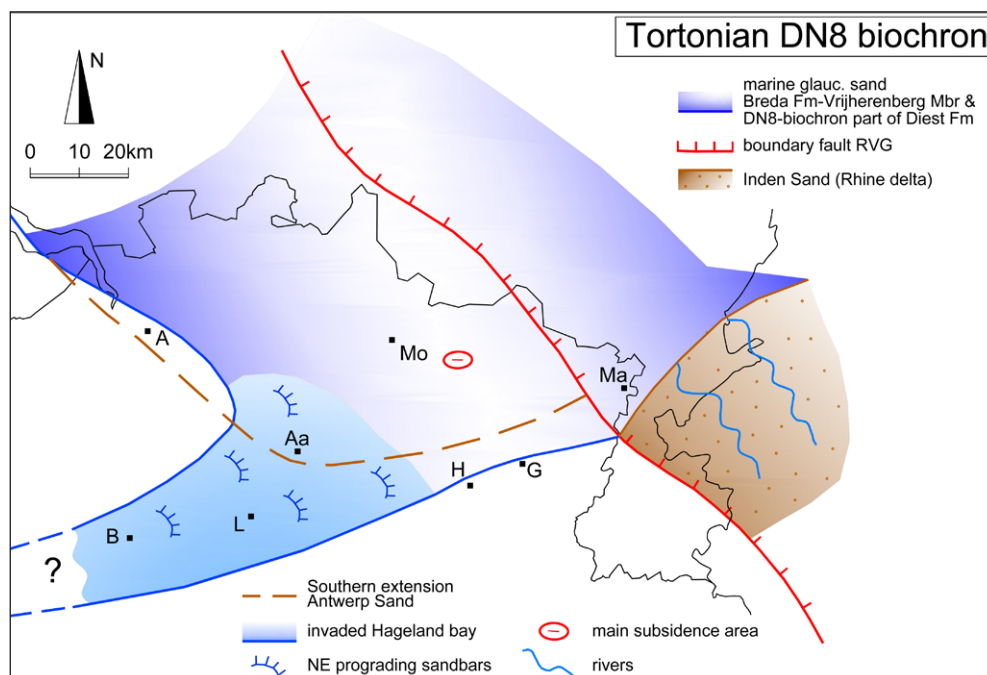 Tortonian DN8 biochron
N
0 10 20km
marine glauc. sand
Breda Fm-Vrijherenberg Mbr &
DN8-biochron part of Diest Fm
boundary fault RVG
Inden Sand (Rhine delta)
A
Mo
Ma
Aa
H
G
B
L
?
Southern extension
Antwerp Sand
invaded Hageland bay
main subsidence area
NE prograding sandbars
rivers